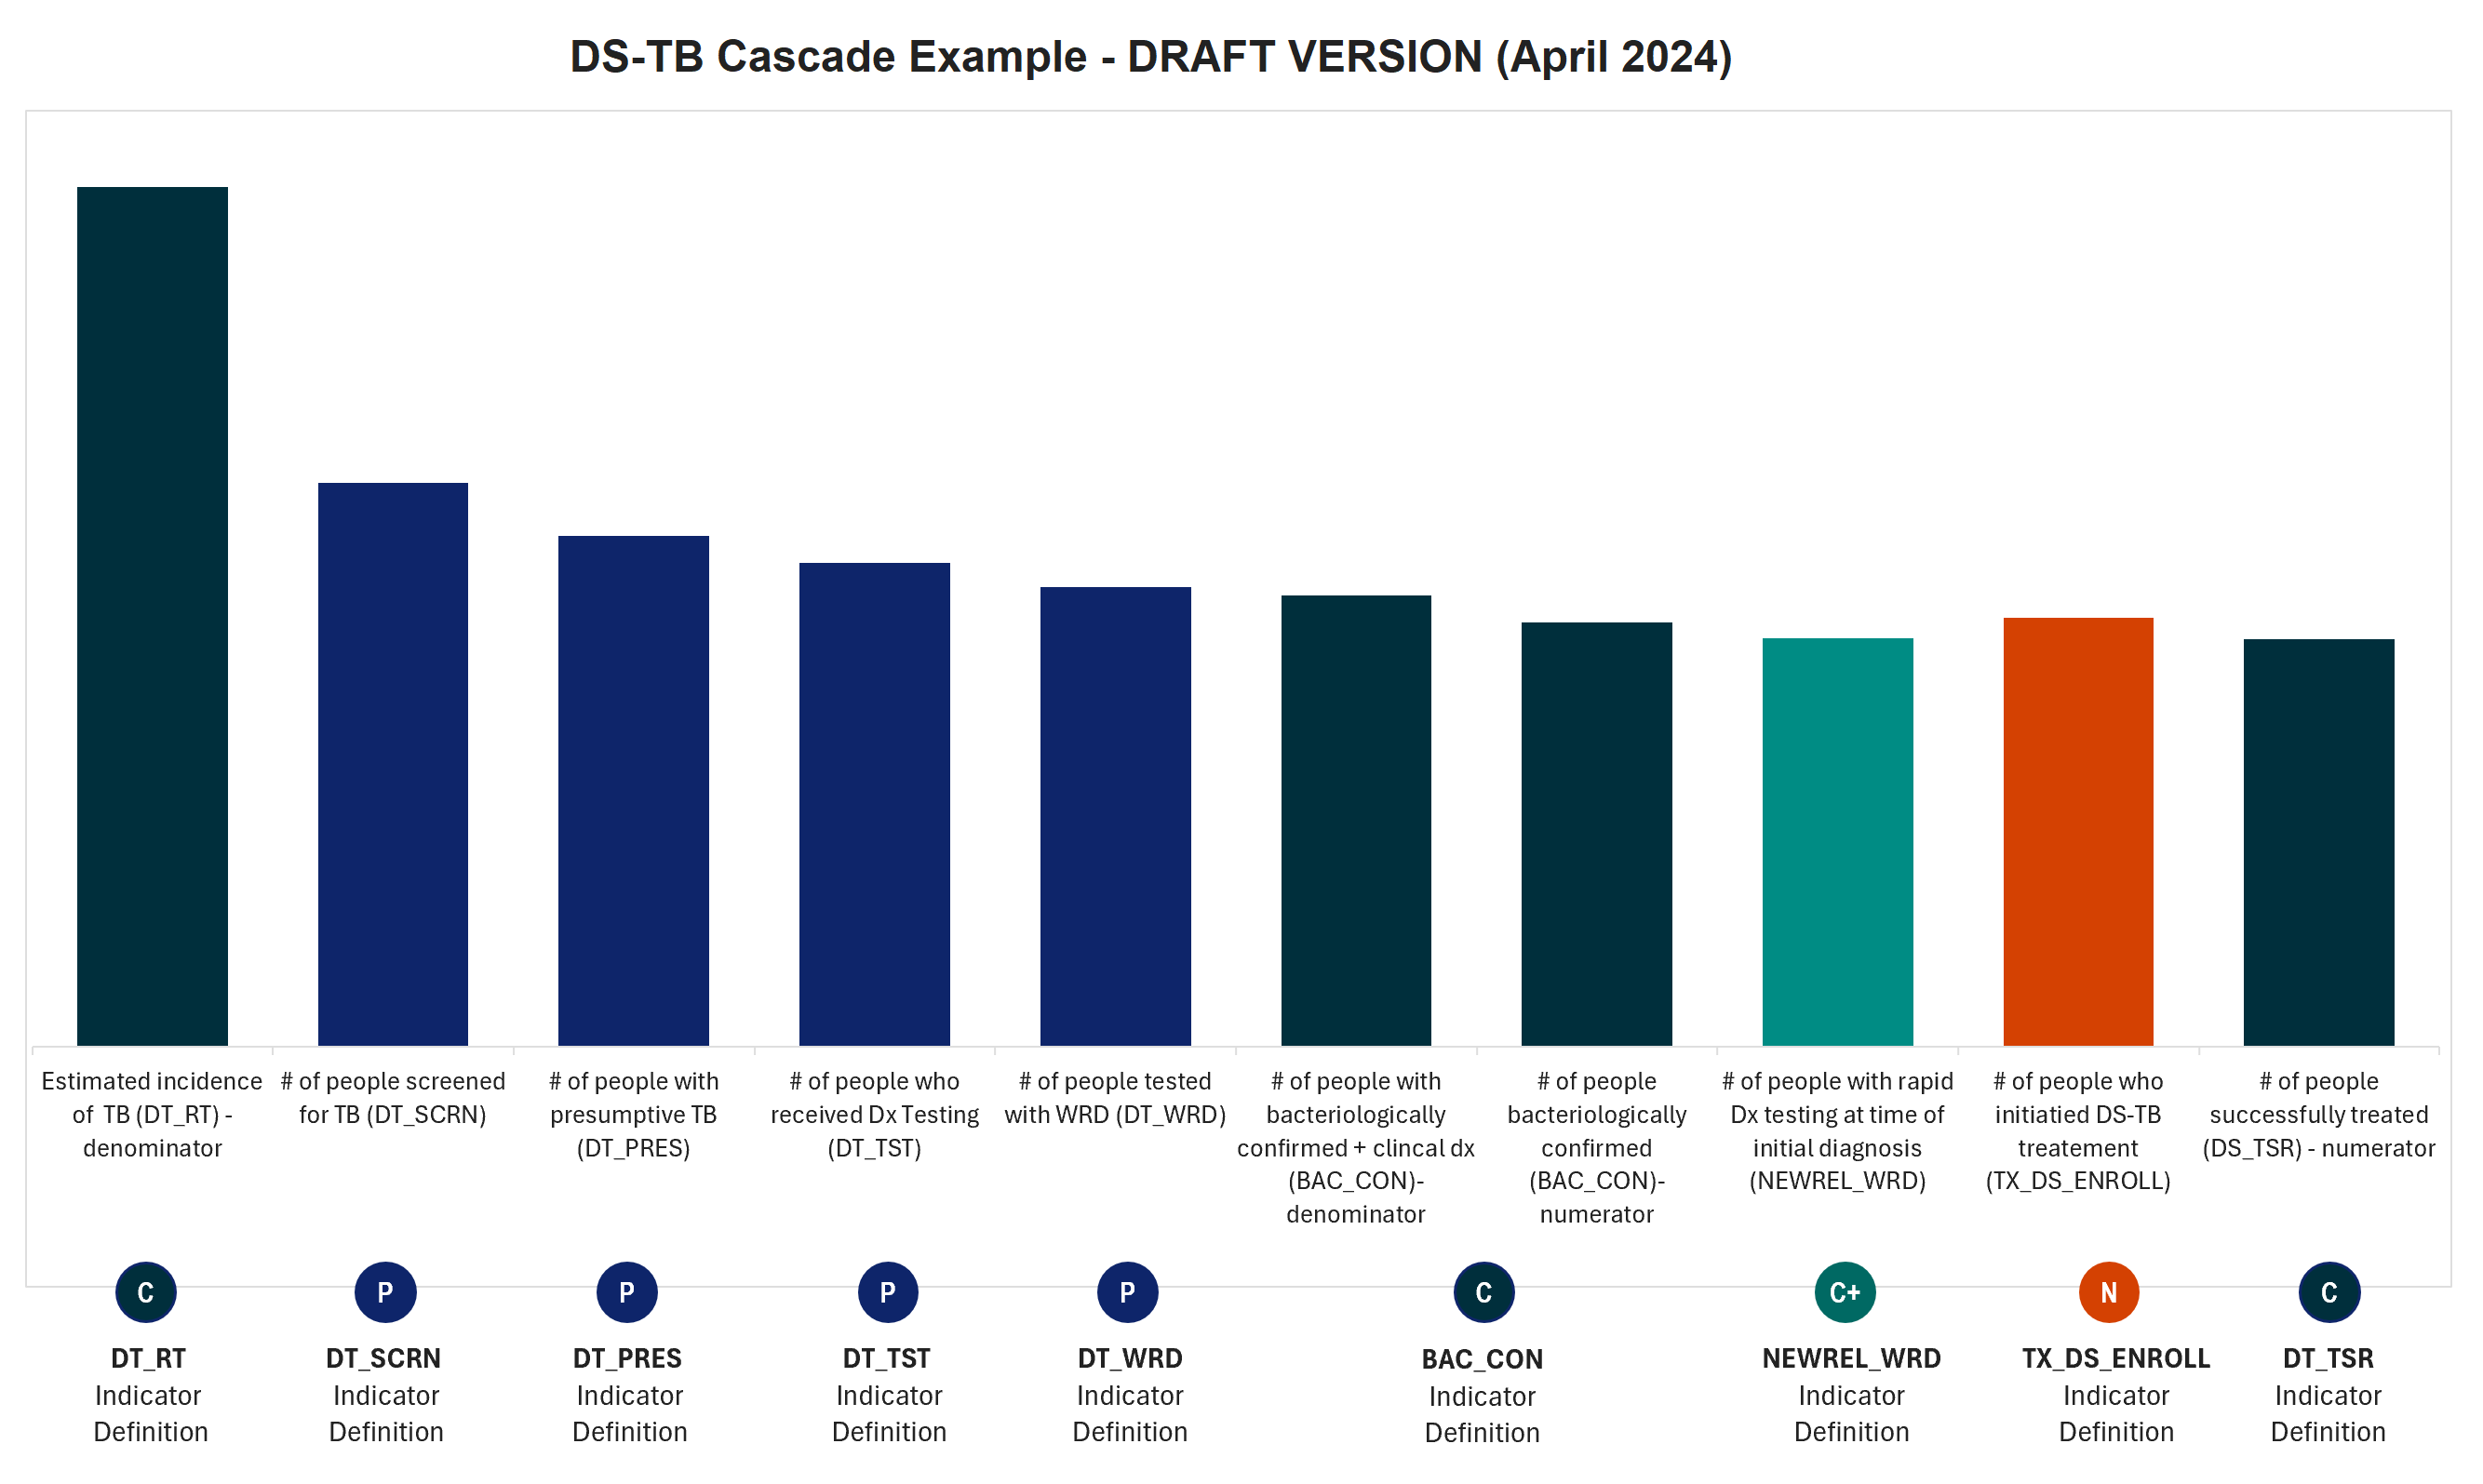 DS-TB Cascade Example - DRAFT VERSION (April 2024)
Estimated incidence
of TB (DT_RT) -
denominator
# of people screened
for TB (DT_SCRN)
# of people with
presumptive TB
(DT_PRES)
# of people who
received Dx Testing
(DT_TST)
# of people tested
with WRD (DT_WRD)
# of people with
bacteriologically
confirmed + clincal dx
(BAC_CON)-
denominator
# of people
bacteriologically
confirmed
(BAC_CON)-
numerator
# of people with rapid
Dx testing at time of
initial diagnosis
(NEWREL_WRD)
# of people who
initiatied DS-TB
treatement
(TX_DS_ENROLL)
# of people
successfully treated
(DS_TSR) - numerator
C
DT_RT
Indicator
Definition
P
DT_SCRN
Indicator
Definition
P
DT_PRES
Indicator
Definition
P
DT_TST
Indicator
Definition
P
DT_WRD
Indicator
Definition
C
BAC_CON
Indicator
Definition
C+
NEWREL_WRD
Indicator
Definition
N
TX_DS_ENROLL
Indicator
Definition
C
DT_TSR
Indicator
Definition